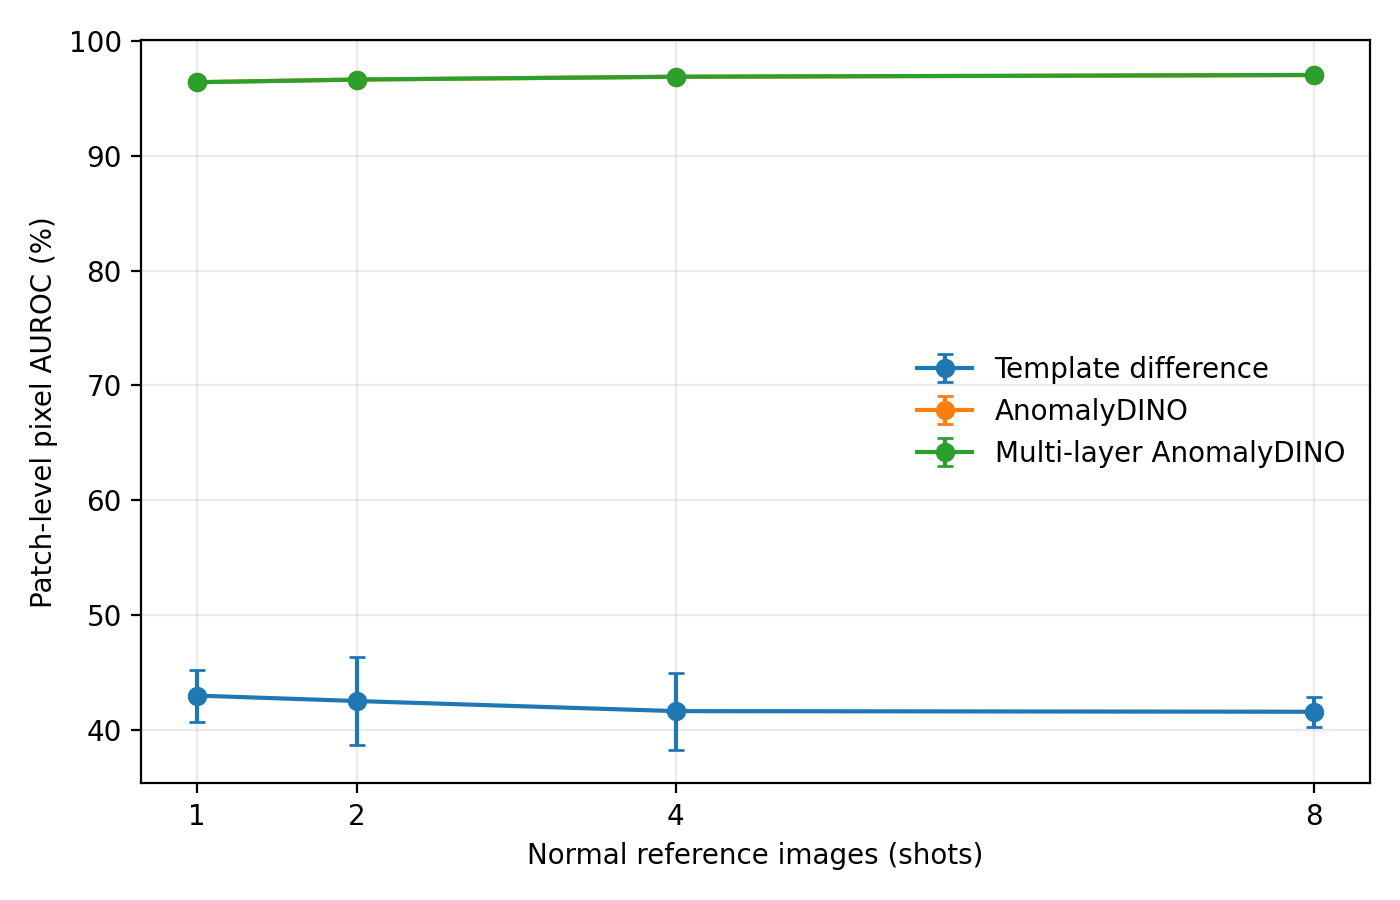 100
90
80
70
60
50
40
Patch-level pixel AUROC (%)
Template difference
AnomalyDINO
Multi-layer AnomalyDINO
1 2 4 8
Normal reference images (shots)